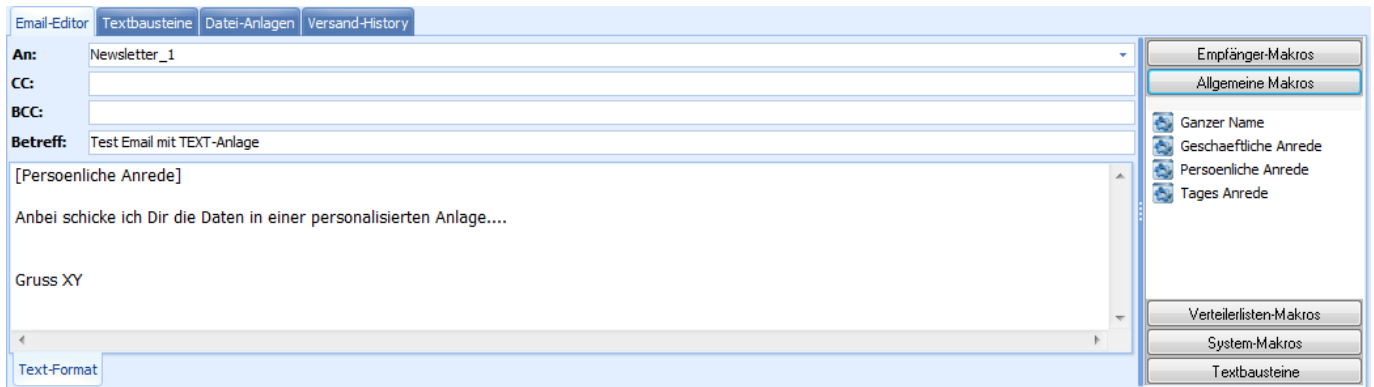 Email-Editor Textbausteine Datei-Anlagen Versand-History
An: Newsletter_1
CC:
BCC:
Betreff: Test Email mit TEXT-Anlage
[Persoenliche Anrede]
Anbei schicke ich Dir die Daten in einer personalisierten Anlage....
Gruss XY
Text-Format
Empfänger-Makros
Allgemeine Makros
Ganzer Name
Geschaeftliche Anrede
Persoenliche Anrede
Tages Anrede
Verteilerlisten-Makros
System-Makros
Textbausteine